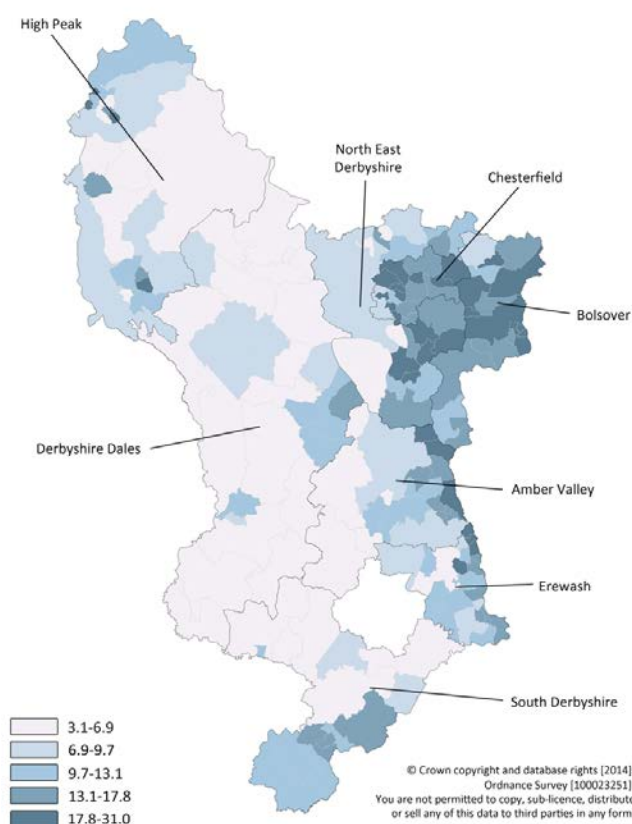 High Peak
North East
Derbyshire
Chesterfield
Bolsover
Derbyshire Dales
Amber Valley
Erewash
South Derbyshire
3.1-6.9
6.9-9.7
9.7-13.1
13.1-17.8
17.8-31.0
© Crown copyright and database rights [2014]
Ordnance Survey [100023251]
You are not permitted to copy, sub-licence, distribute
or sell any of this data to third parties in any form